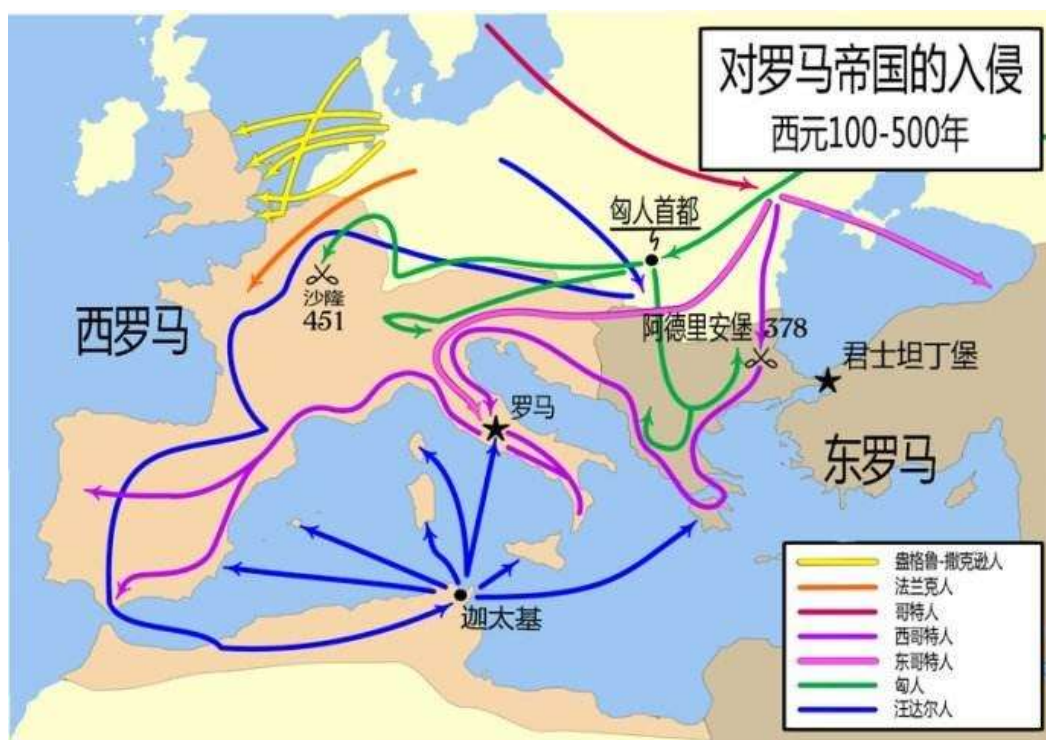 对罗马帝国的入侵
西元100-500年
匈人首都
沙隆
451
西罗马
阿德里安堡 378
君士坦丁堡
罗马
东罗马
迦太基
盎格鲁-撒克逊人
法兰克人
哥特人
西哥特人
东哥特人
匈人
汪达尔人